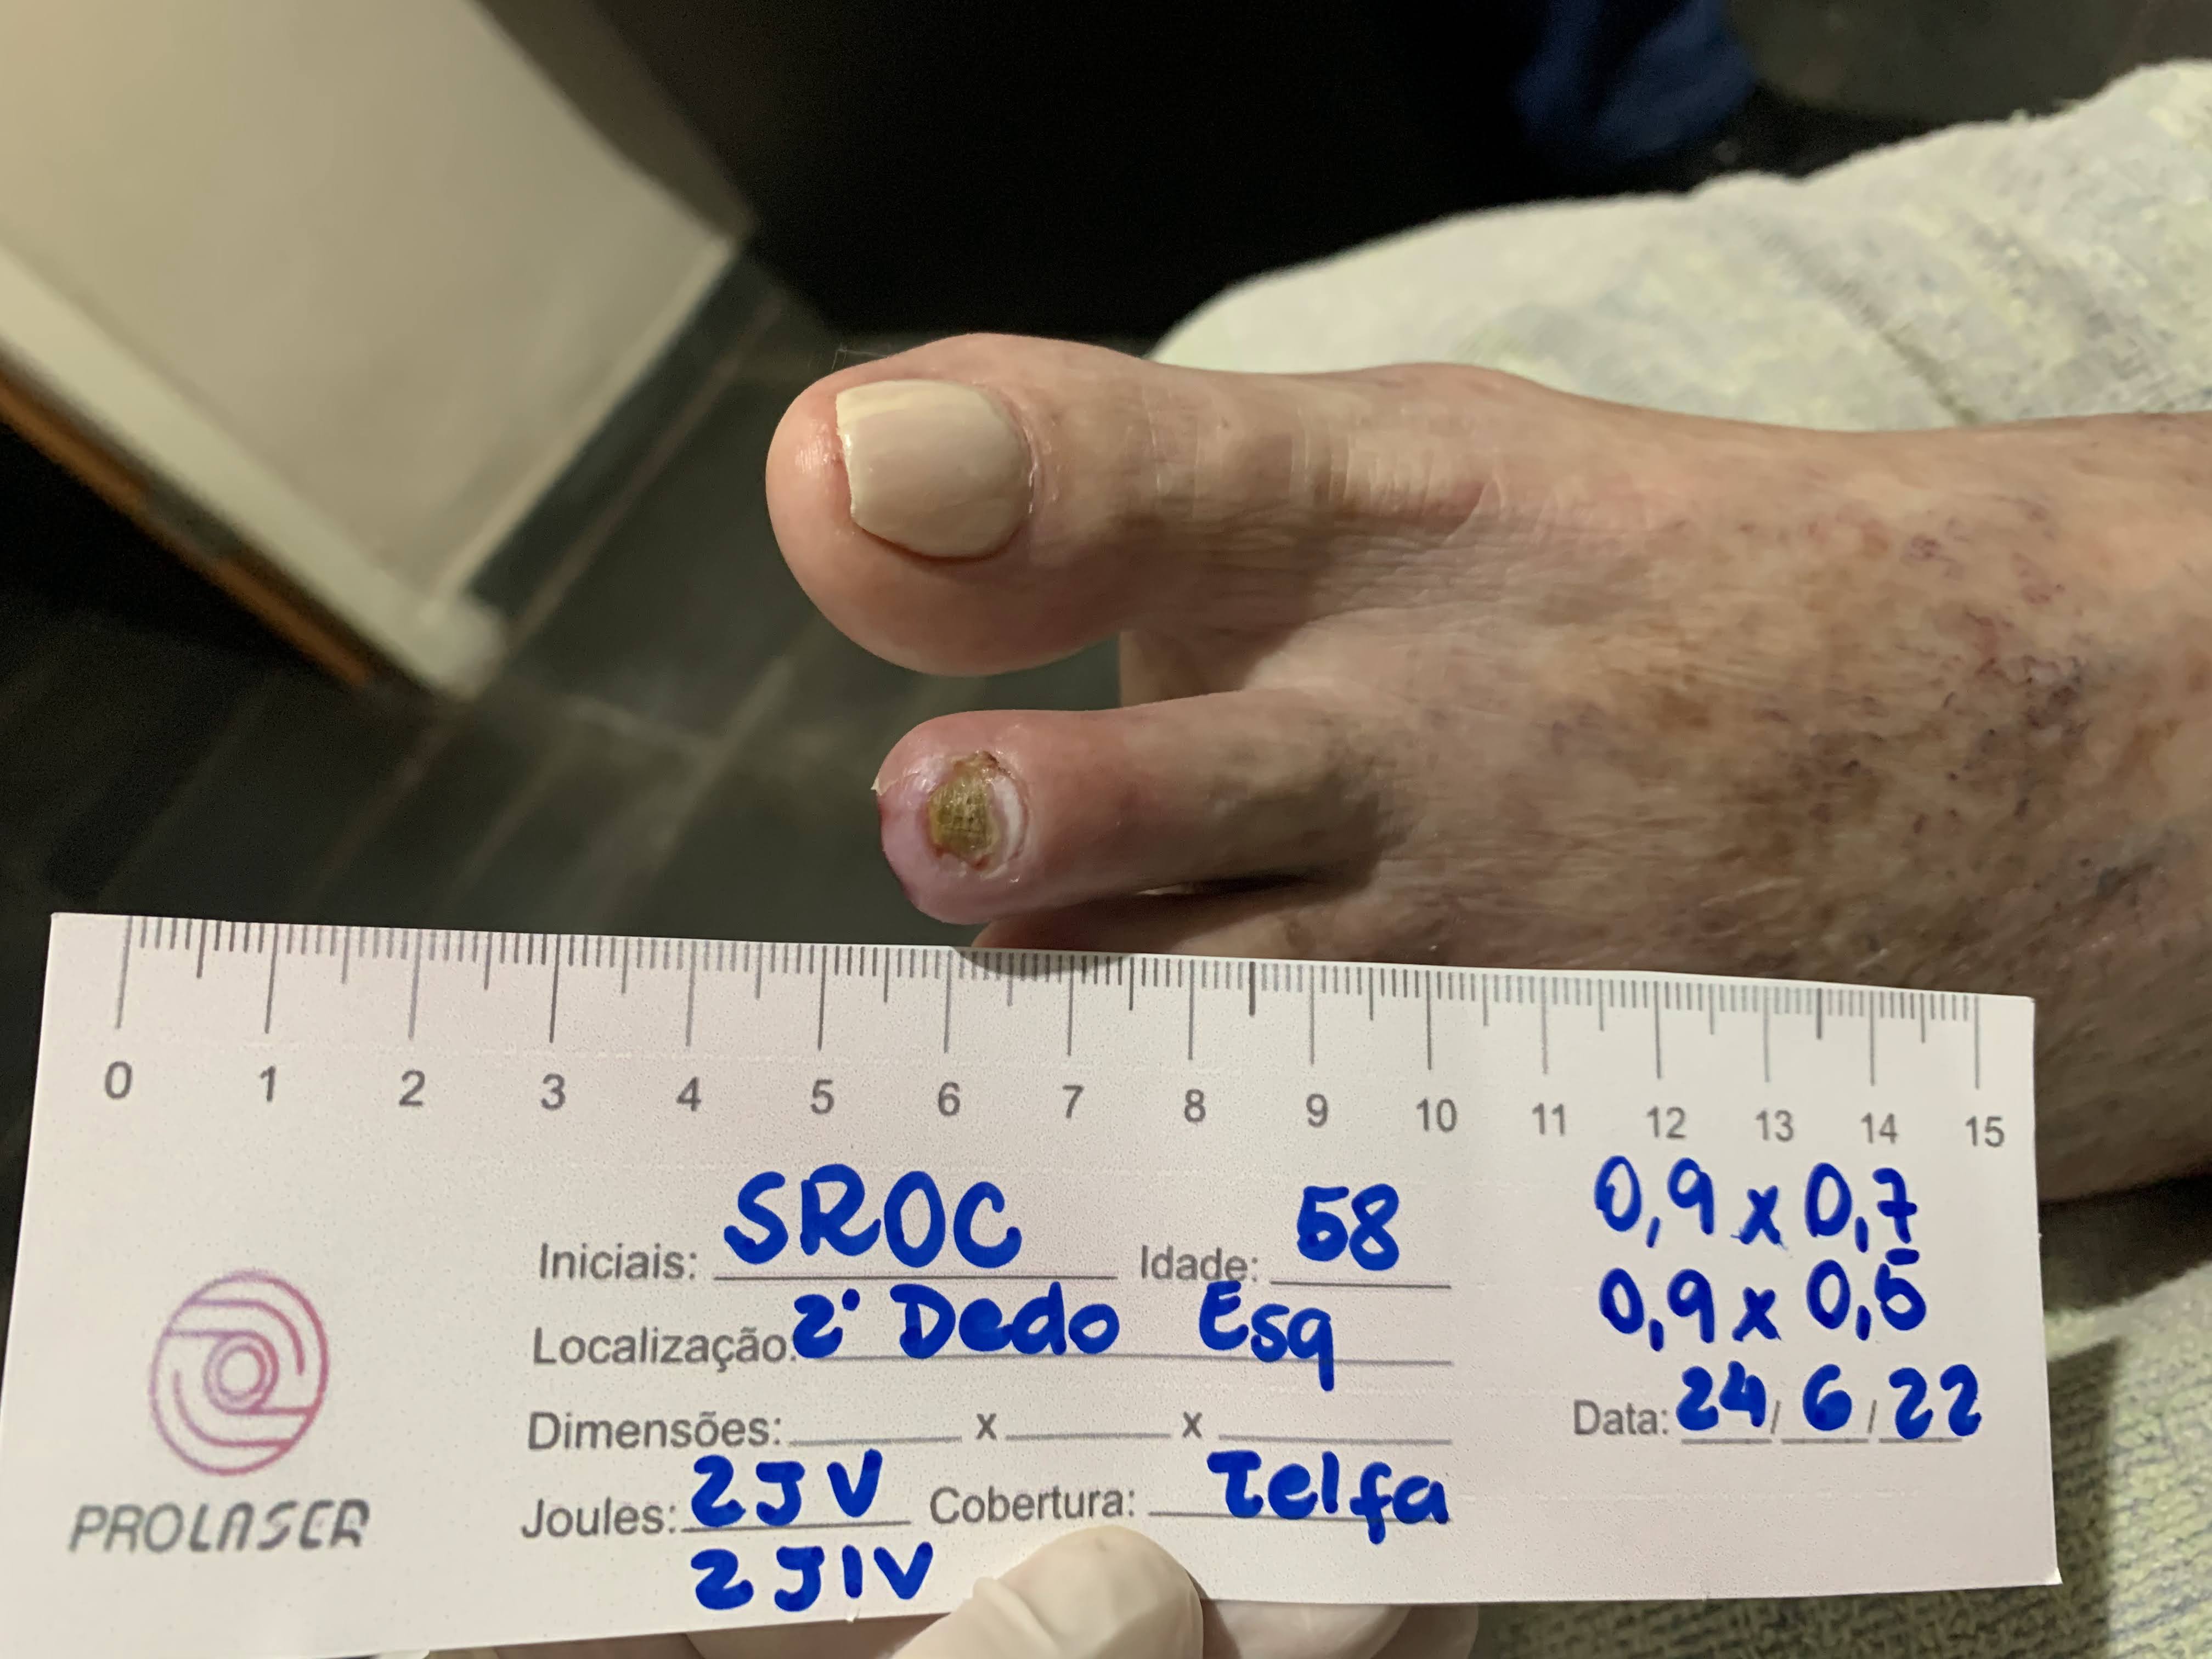 0 1 2 3 4 5 6 7 8 9 10 11 12 13 14 15
0,9 x 0,7
Iniciais: SROC Idade: 58 0,9 x 0,5
Localização: 2º Dedo Esq
Dimensões: x x Data: 24/6/22
Joules: 2JV Cobertura: Telfa
2JIV
PROLASER